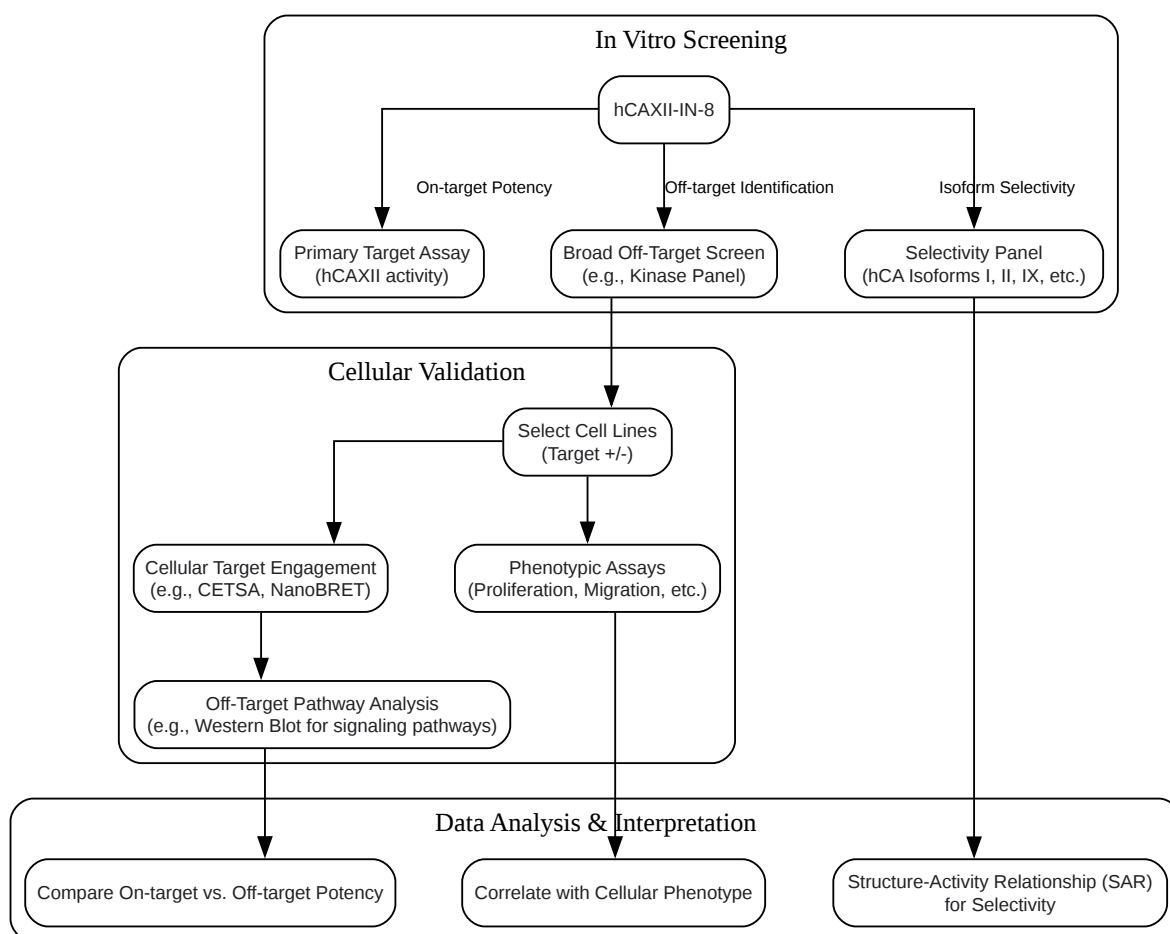 In Vitro Screening
hCAXII-IN-8
On-target Potency
Off-target Identification
Isoform Selectivity
Primary Target Assay
(hCAXII activity)
Broad Off-Target Screen
(e.g., Kinase Panel)
Selectivity Panel
(hCA Isoforms I, II, IX, etc.)
Cellular Validation
Select Cell Lines
(Target +/-)
Cellular Target Engagement
(e.g., CETSA, NanoBRET)
Phenotypic Assays
(Proliferation, Migration, etc.)
Off-Target Pathway Analysis
(e.g., Western Blot for signaling pathways)
Data Analysis & Interpretation
Compare On-target vs. Off-target Potency
Correlate with Cellular Phenotype
Structure-Activity Relationship (SAR)
for Selectivity